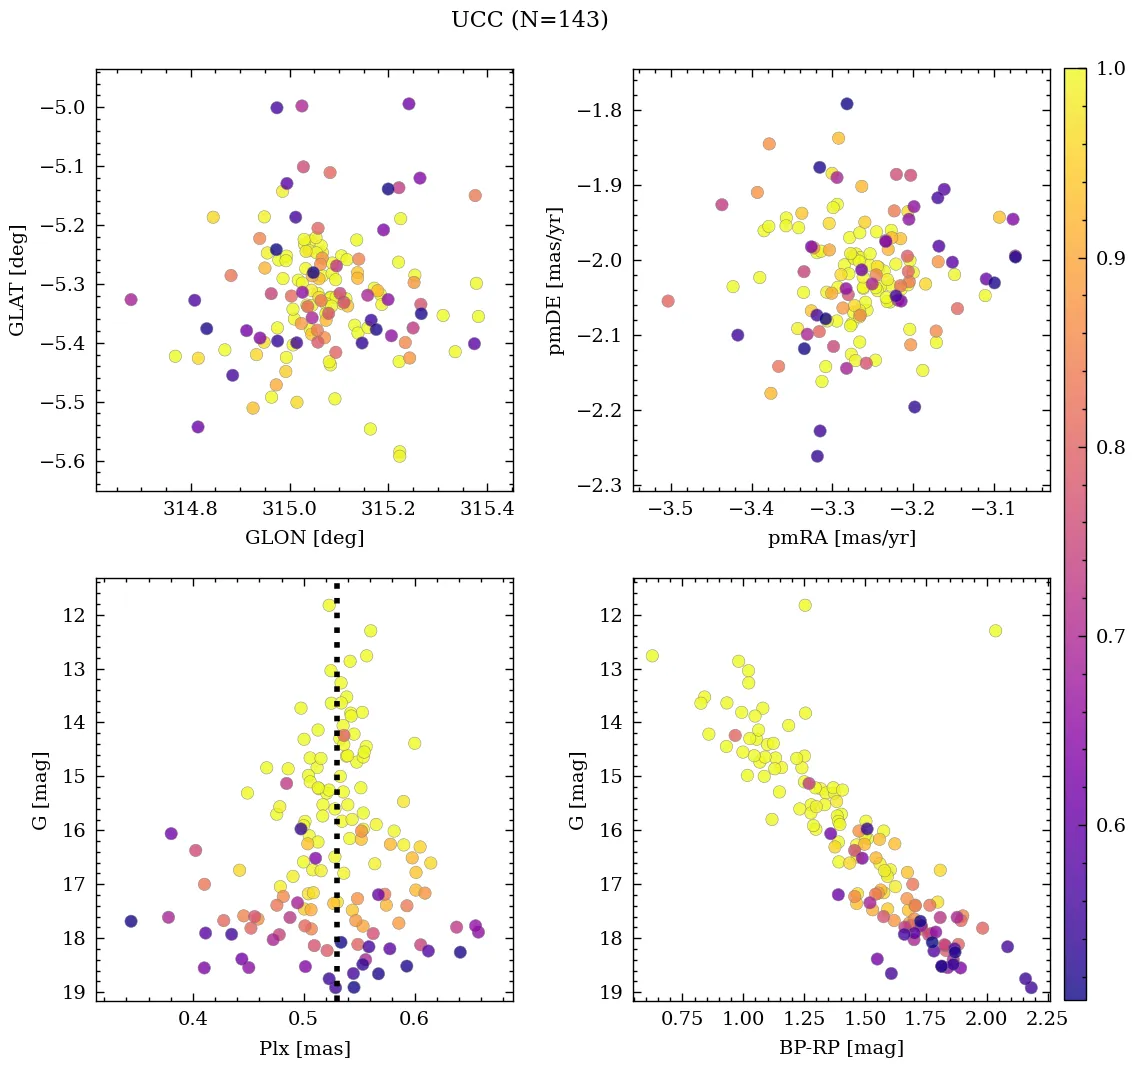 UCC (N=143)
−5.0
−5.1
−5.2
−5.3
−5.4
−5.5
−5.6
GLAT [deg]
314.8 315.0 315.2 315.4
GLON [deg]
−1.8
−1.9
−2.0
−2.1
−2.2
−2.3
pmDE [mas/yr]
−3.5 −3.4 −3.3 −3.2 −3.1
pmRA [mas/yr]
1.0
0.9
0.8
0.7
0.6
12
13
14
15
16
17
18
19
G [mag]
0.4 0.5 0.6
Plx [mas]
12
13
14
15
16
17
18
19
G [mag]
0.75 1.00 1.25 1.50 1.75 2.00 2.25
BP-RP [mag]